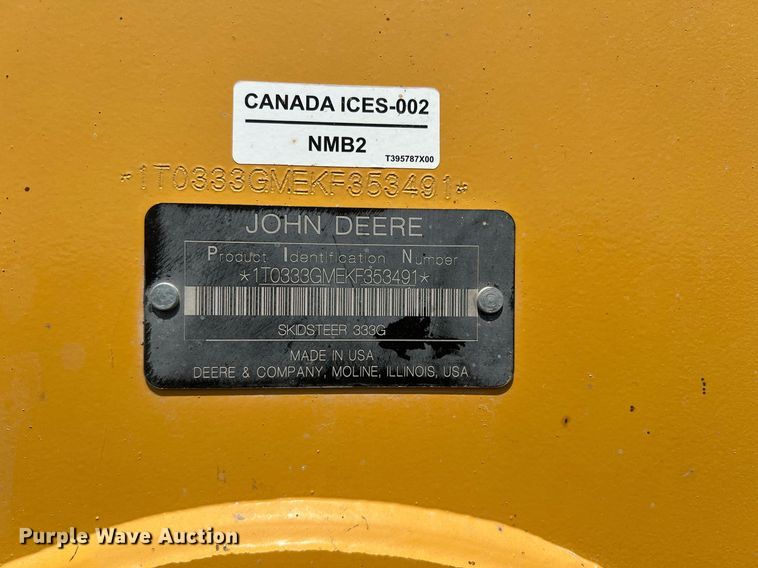 CANADA ICES-002
NMB2
T395787X00
*1T0333GMEKF353491*
JOHN DEERE
Product Identification Number
*1T0333GMEKF353491*
SKIDSTEER 333G
MADE IN USA
DEERE & COMPANY, MOLINE, ILLINOIS, USA
Purple Wave Auction